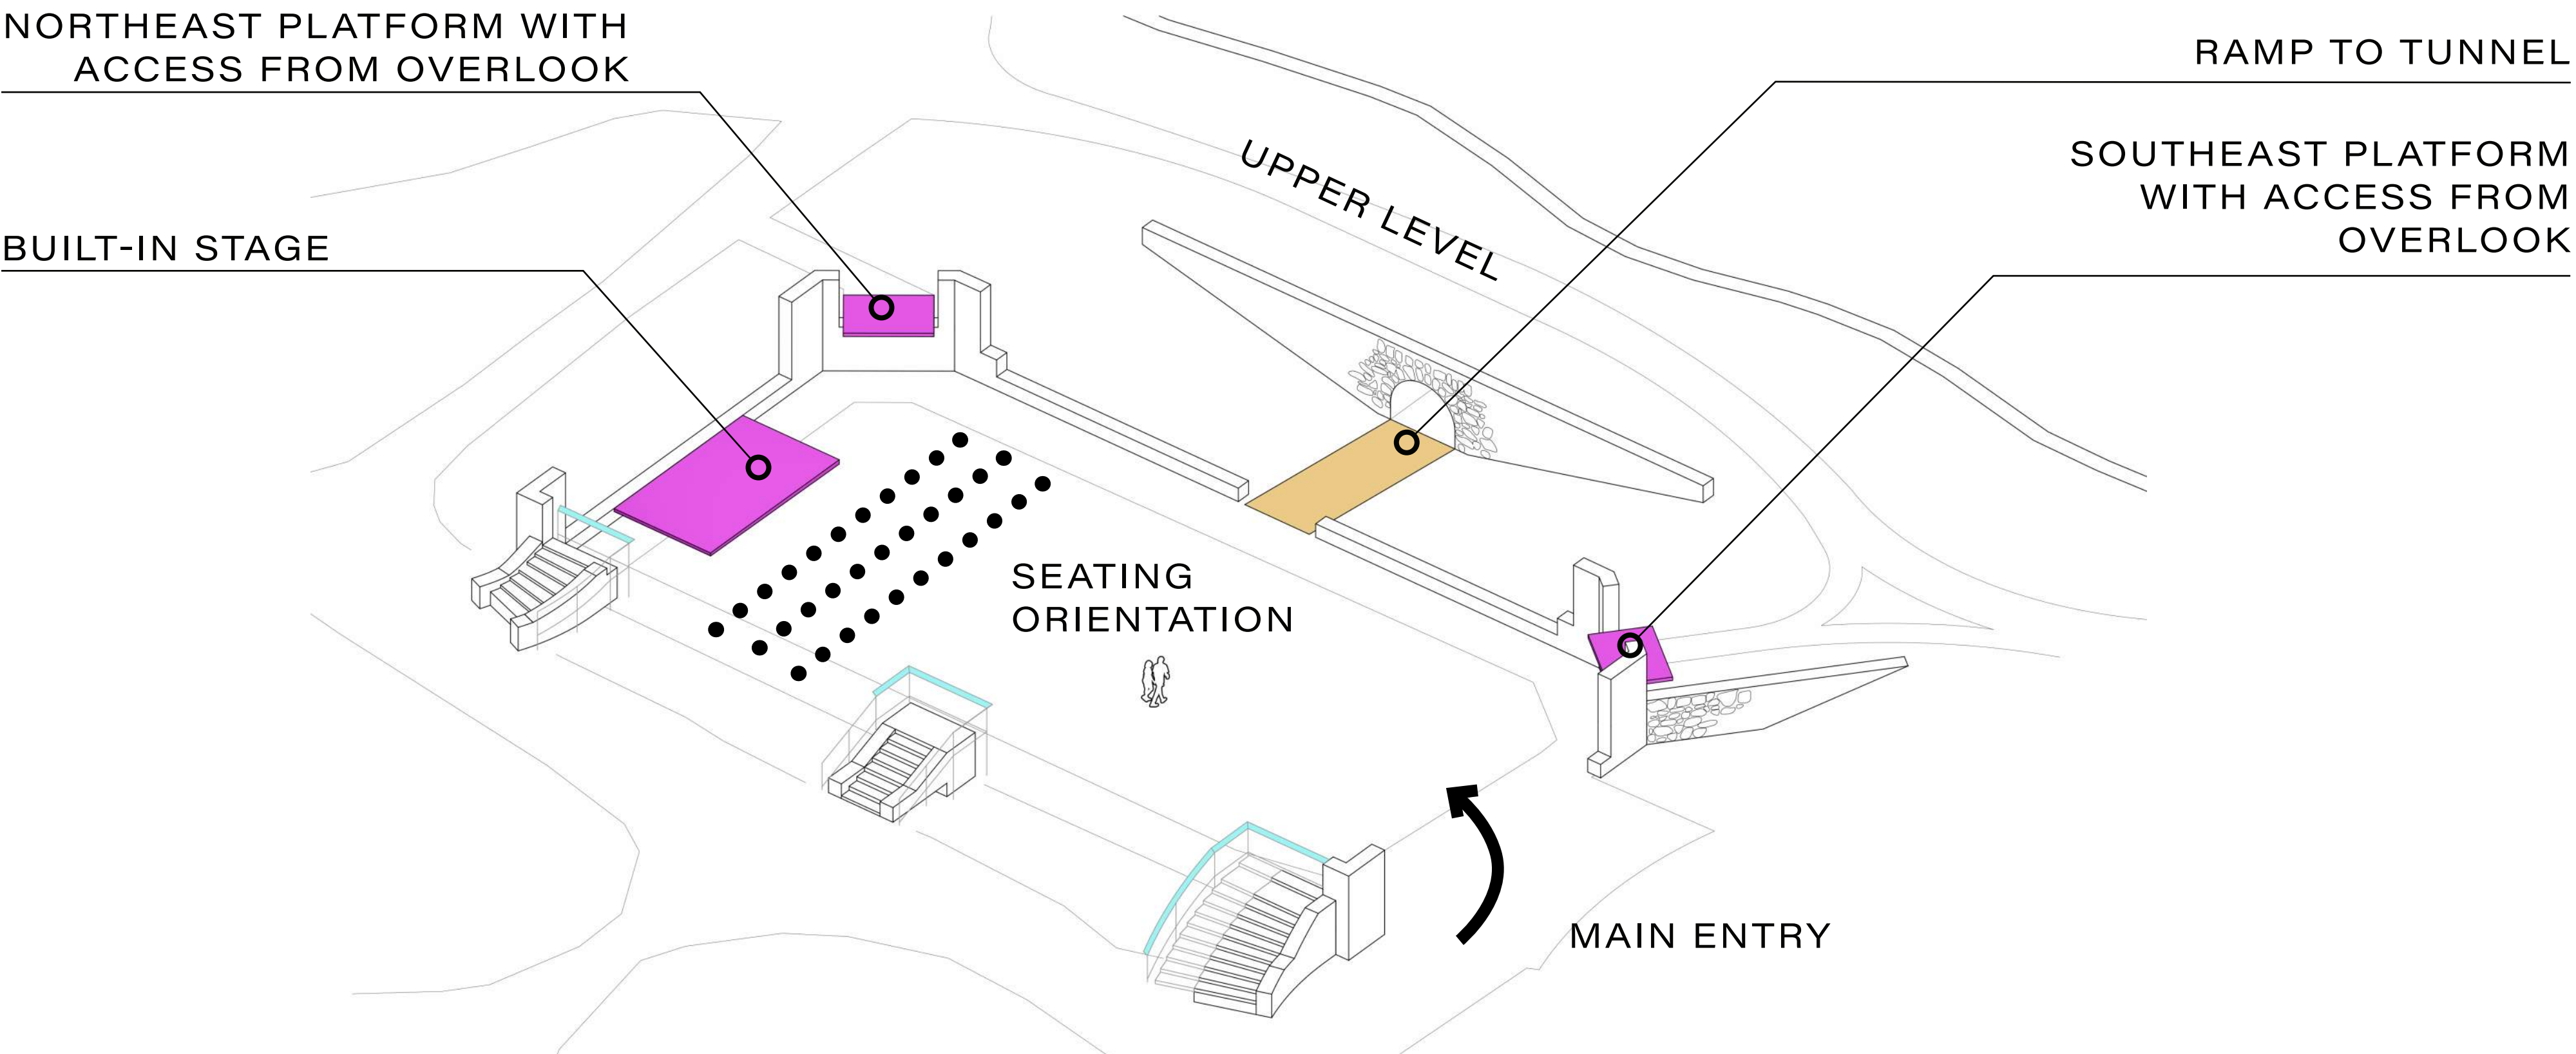 NORTHEAST PLATFORM WITH
ACCESS FROM OVERLOOK
RAMP TO TUNNEL
SOUTHEAST PLATFORM
WITH ACCESS FROM
OVERLOOK
UPPER LEVEL
BUILT-IN STAGE
SEATING
ORIENTATION
MAIN ENTRY